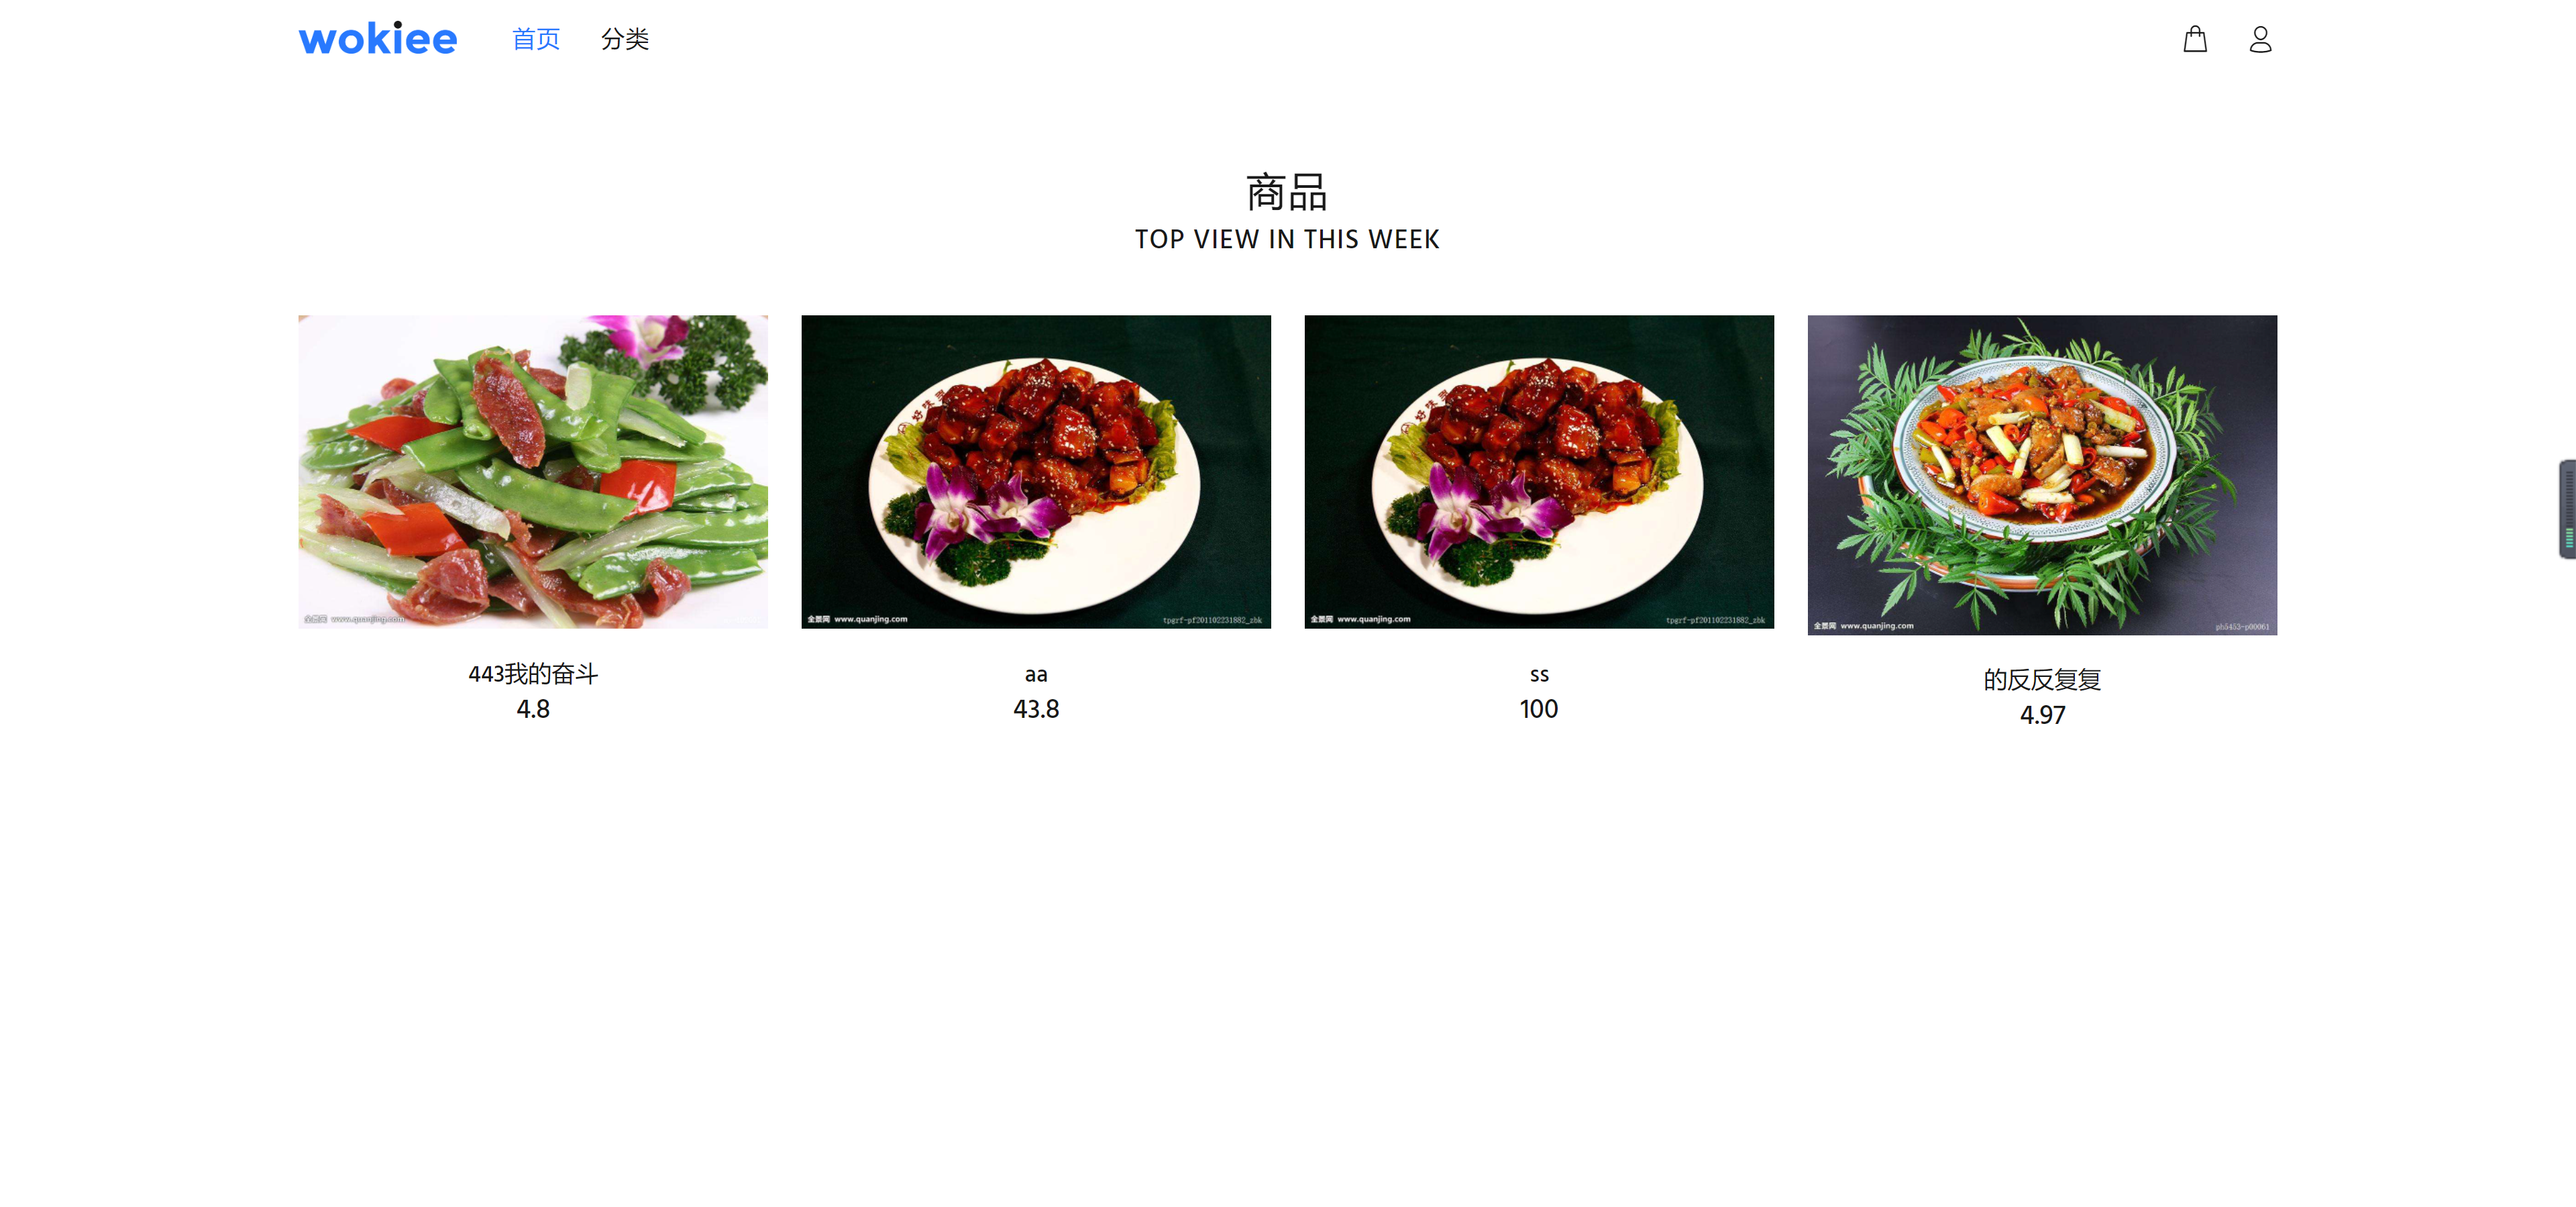 wokiee 首页 分类
商品
TOP VIEW IN THIS WEEK
全景网 www.quanjing.com
全景网 www.quanjing.com tpgrf-pf201102231882_zbk
全景网 www.quanjing.com tpgrf-pf201102231882_zbk
全景网 www.quanjing.com ph5453-p00061
443我的奋斗
4.8
aa
43.8
ss
100
的反反复复
4.97